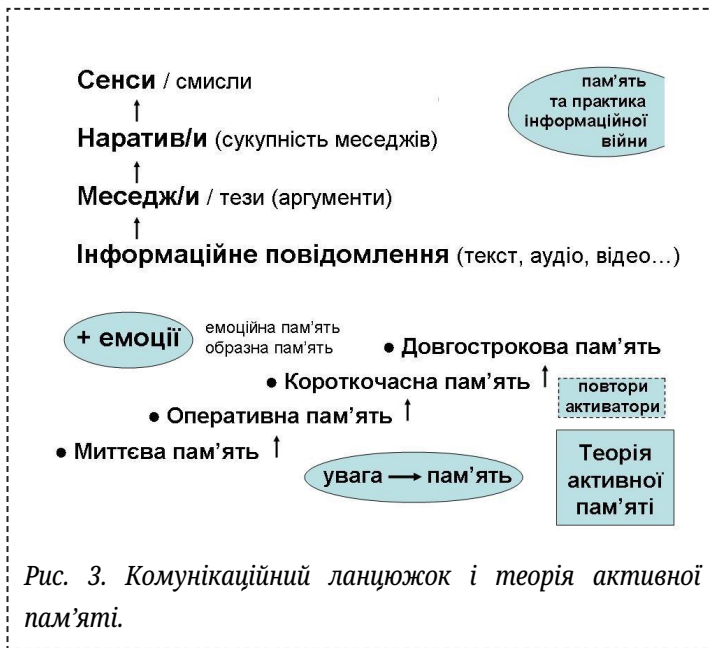 Сенси / смисли
пам’ять
та практика
інформаційної
війни
Наратив/и (сукупність меседжів)
Меседж/и / тези (аргументи)
Інформаційне повідомлення (текст, аудіо, відео…)
+ емоції
емоційна пам’ять
образна пам’ять
● Довгострокова пам’ять
● Короткочасна пам’ять
повтори
активатори
● Оперативна пам’ять
● Миттєва пам’ять
увага → пам’ять
Теорія
активної
пам’яті
Рис. 3. Комунікаційний ланцюжок і теорія активної
пам’яті.